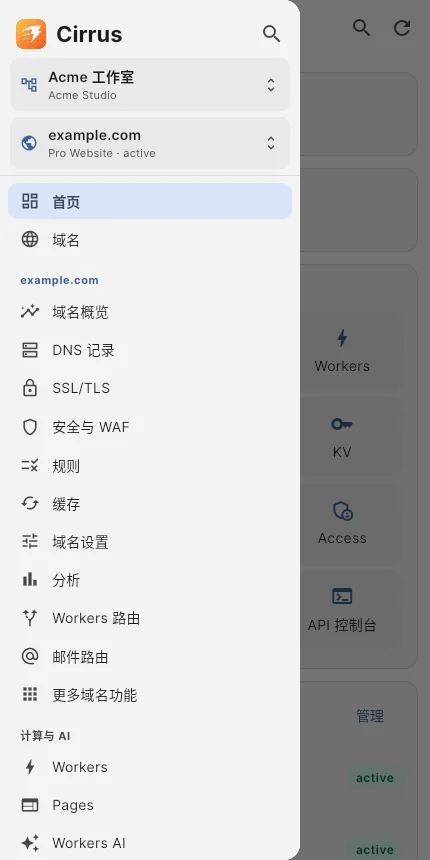 Cirrus
Acme 工作室
Acme Studio
example.com
Pro Website · active
首页
域名
example.com
域名概览
DNS 记录
SSL/TLS
安全与 WAF
规则
缓存
域名设置
分析
Workers 路由
邮件路由
更多域名功能
计算与 AI
Workers
Pages
Workers AI
Workers
KV
Access
API 控制台
管理
active
active